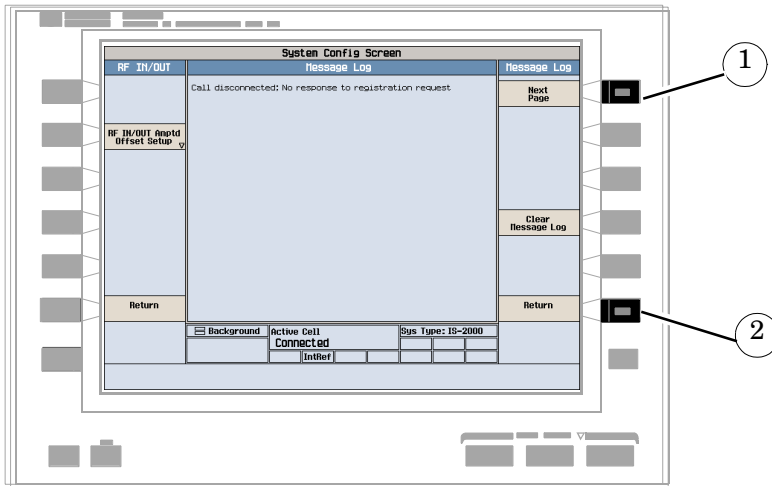 System Config Screen
RF IN/OUT
Message Log
Message Log
Call disconnected: No response to registration request
Next
Page
RF IN/OUT Amptd
Offset Setup
Clear
Message Log
Return
Return
Background
Active Cell
Sys Type: IS-2000
Connected
IntRef
1
2